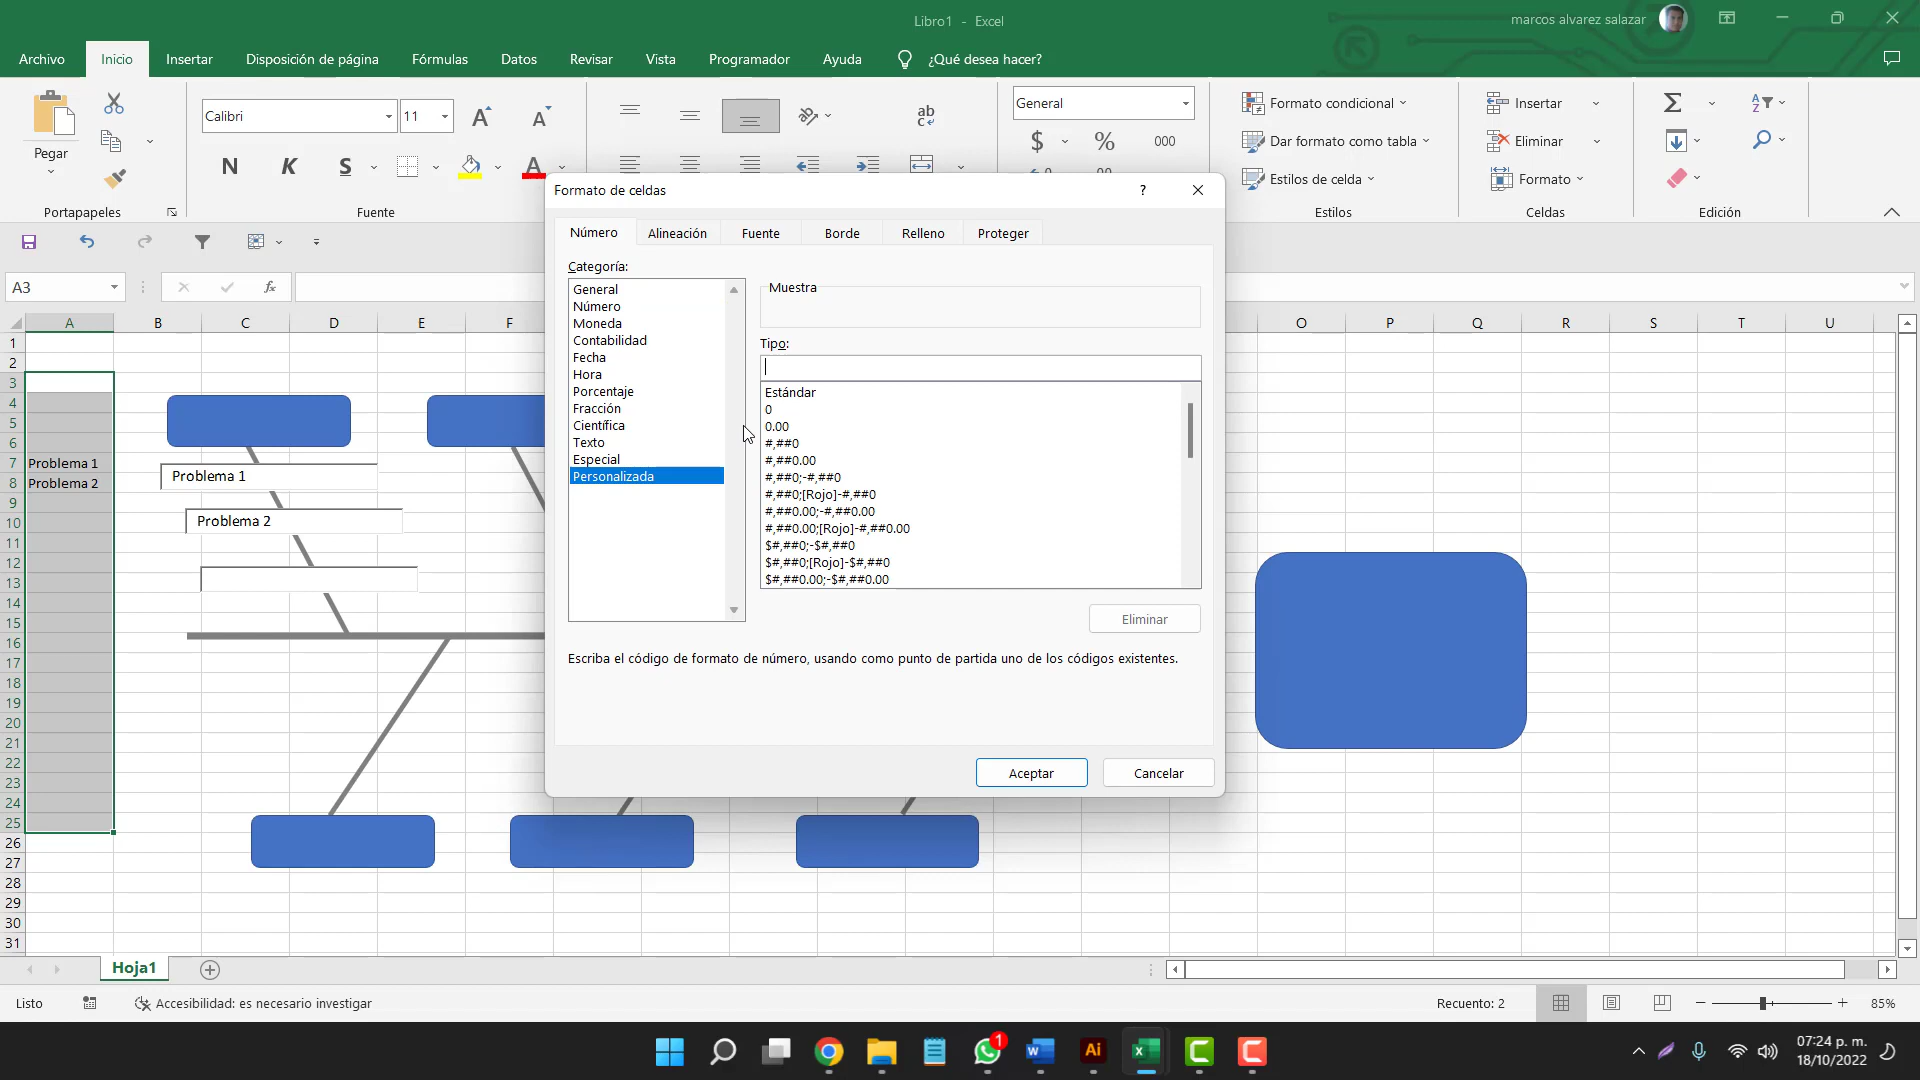 Libro1 - Excel
marcos alvarez salazar
Archivo Inicio Insertar Disposición de página Fórmulas Datos Revisar Vista Programador Ayuda ¿Qué desea hacer?
Pegar
Portapapeles
Calibri 11
N K S
Fuente
General
$ % 000
Formato condicional
Dar formato como tabla
Estilos de celda
Estilos
Insertar
Eliminar
Formato
Celdas
Edición
A3
fx
A B C D E F O P Q R S T U
1
2
3
4
5
6
7
8
9
10
11
12
13
14
15
16
17
18
19
20
21
22
23
24
25
26
27
28
29
30
31
Problema 1
Problema 2
Problema 1
Problema 2
Formato de celdas ?
Número Alineación Fuente Borde Relleno Proteger
Categoría:
General
Número
Moneda
Contabilidad
Fecha
Hora
Porcentaje
Fracción
Científica
Texto
Especial
Personalizada
Muestra
Tipo:
Estándar
0
0.00
#,##0
#,##0.00
#,##0;-#,##0
#,##0;[Rojo]-#,##0
#,##0.00;-#,##0.00
#,##0.00;[Rojo]-#,##0.00
$#,##0;-$#,##0
$#,##0;[Rojo]-$#,##0
$#,##0.00;-$#,##0.00
Eliminar
Escriba el código de formato de número, usando como punto de partida uno de los códigos existentes.
Aceptar Cancelar
Hoja1
Listo Accesibilidad: es necesario investigar Recuento: 2 85%
1
W Ai
07:24 p. m.
18/10/2022